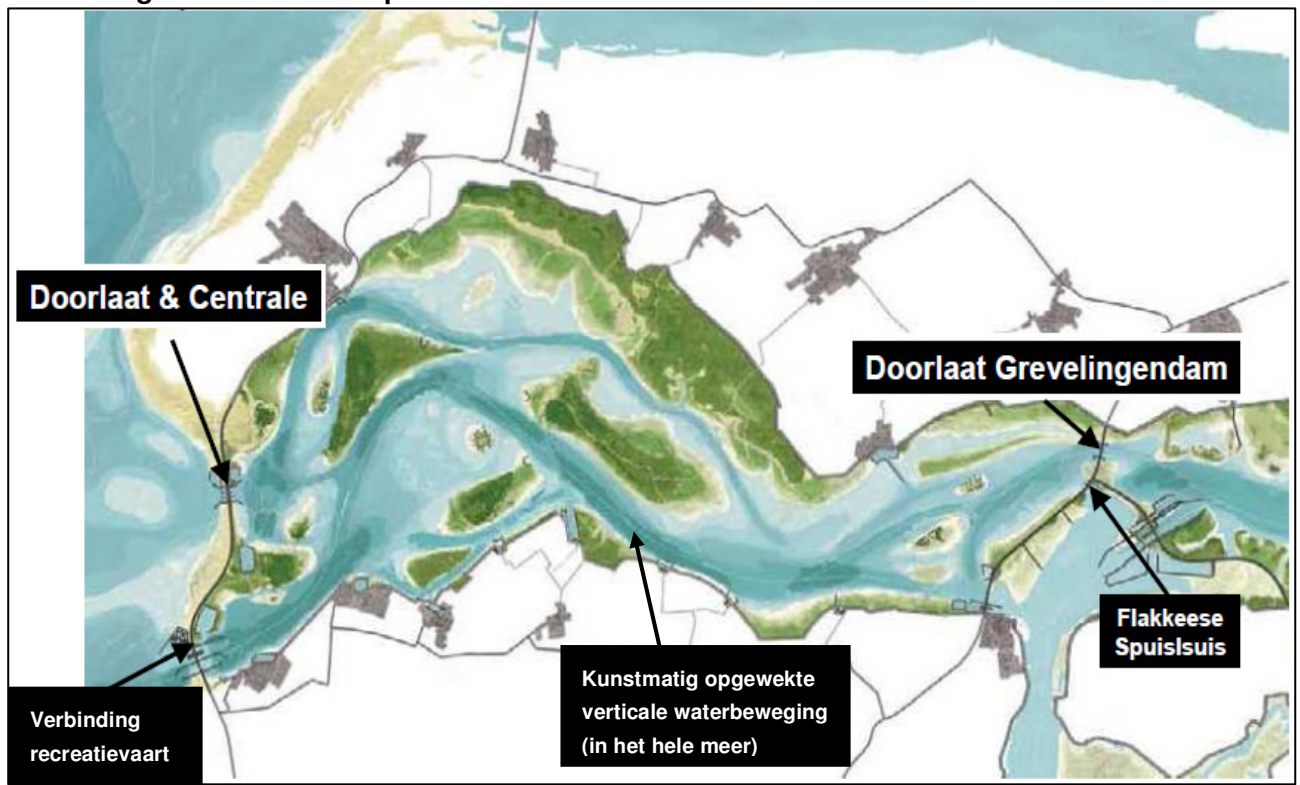 Doorlaat & Centrale
Doorlaat Grevelingendam
Flakkeese
Spuislsuis
Kunstmatig opgewekte
verticale waterbeweging
(in het hele meer)
Verbinding
recreatievaart